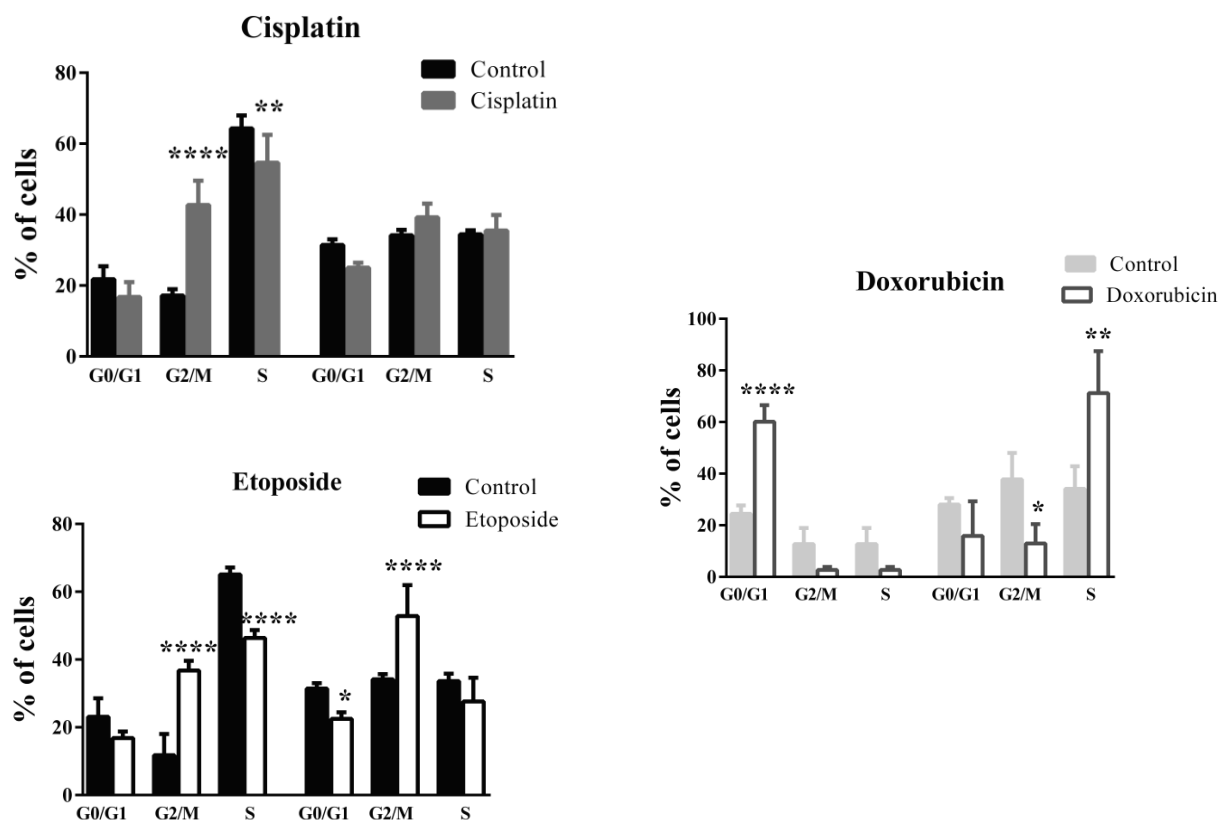 Cisplatin
Control
Cisplatin
% of cells
80
60
40
20
0
****
**
G0/G1 G2/M S G0/G1 G2/M S
Etoposide
Control
Etoposide
% of cells
80
60
40
20
0
****
****
*
****
G0/G1 G2/M S G0/G1 G2/M S
Doxorubicin
Control
Doxorubicin
% of cells
100
80
60
40
20
0
****
*
**
G0/G1 G2/M S G0/G1 G2/M S